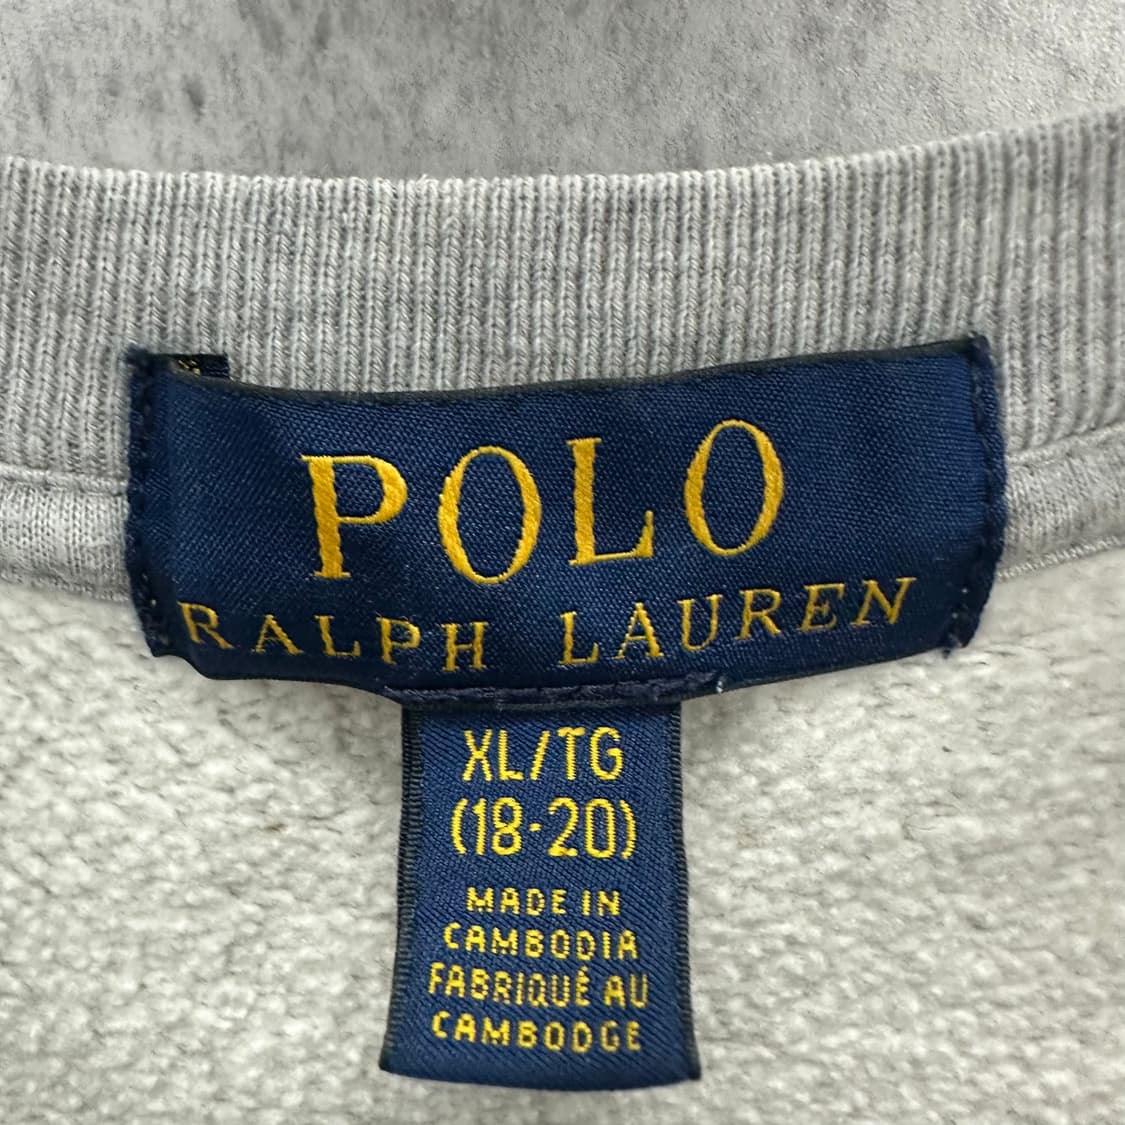 POLO
RALPH LAUREN
XL/TG
(18-20)
MADE IN
CAMBODIA
FABRIQUÉ AU
CAMBODGE